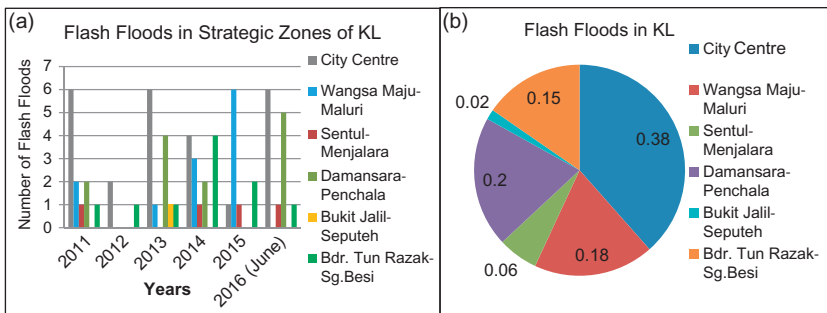 (a)
Flash Floods in Strategic Zones of KL
Number of Flash Floods
7
6
5
4
3
2
1
0
2011
2012
2013
2014
2015
2016 (June)
Years
City Centre
Wangsa Maju-
Maluri
Sentul-
Menjalara
Damansara-
Penchala
Bukit Jalil-
Seputeh
Bdr. Tun Razak-
Sg.Besi
(b)
Flash Floods in KL
0.38
0.18
0.06
0.2
0.02
0.15
City Centre
Wangsa Maju-
Maluri
Sentul-
Menjalara
Damansara-
Penchala
Bukit Jalil-
Seputeh
Bdr. Tun Razak-
Sg.Besi